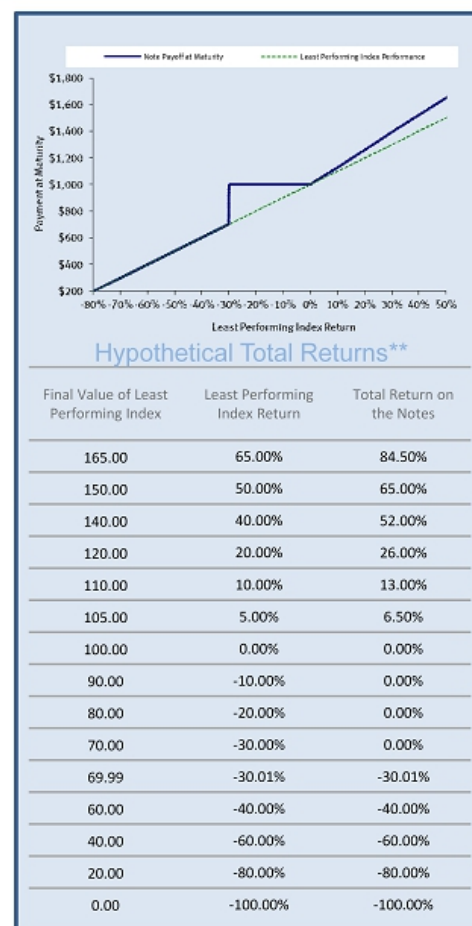 Note Payoff at Maturity Least Performing Index Performance
$1,800
$1,600
$1,400
$1,200
$1,000
$800
$600
$400
$200
Payment at Maturity
-80% -70% -60% -50% -40% -30% -20% -10% 0% 10% 20% 30% 40% 50%
Least Performing Index Return
Hypothetical Total Returns**
Final Value of Least Least Performing Total Return on
Performing Index Index Return the Notes
165.00 65.00% 84.50%
150.00 50.00% 65.00%
140.00 40.00% 52.00%
120.00 20.00% 26.00%
110.00 10.00% 13.00%
105.00 5.00% 6.50%
100.00 0.00% 0.00%
90.00 -10.00% 0.00%
80.00 -20.00% 0.00%
70.00 -30.00% 0.00%
69.99 -30.01% -30.01%
60.00 -40.00% -40.00%
40.00 -60.00% -60.00%
20.00 -80.00% -80.00%
0.00 -100.00% -100.00%